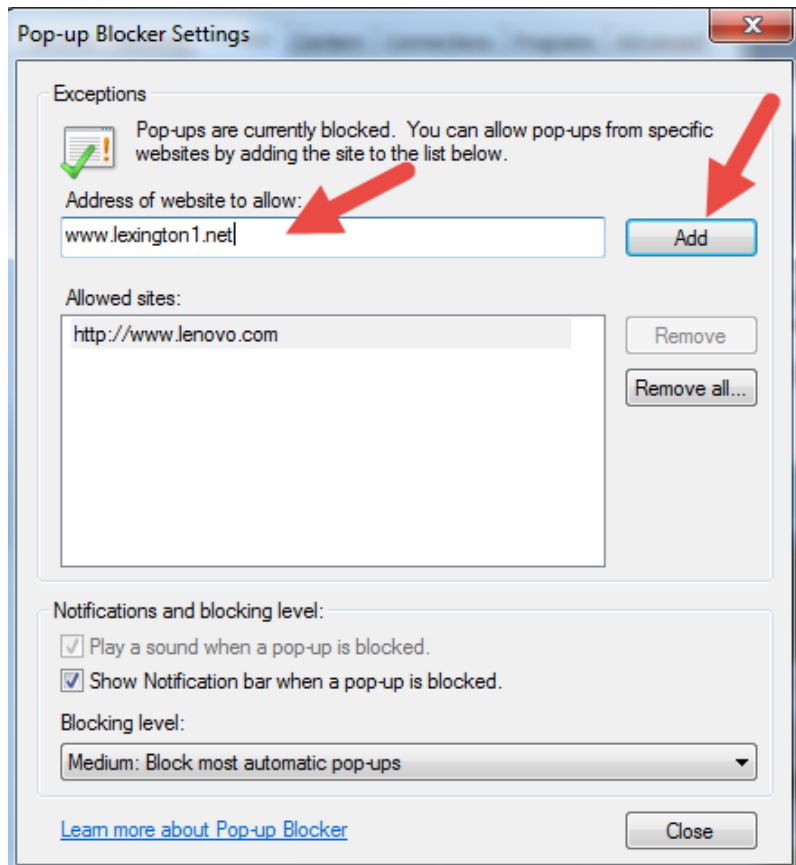 Pop-up Blocker Settings
Exceptions
Pop-ups are currently blocked. You can allow pop-ups from specific
websites by adding the site to the list below.
Address of website to allow:
www.lexington1.net
Add
Allowed sites:
http://www.lenovo.com
Remove
Remove all...
Notifications and blocking level:
Play a sound when a pop-up is blocked.
Show Notification bar when a pop-up is blocked.
Blocking level:
Medium: Block most automatic pop-ups
Learn more about Pop-up Blocker
Close